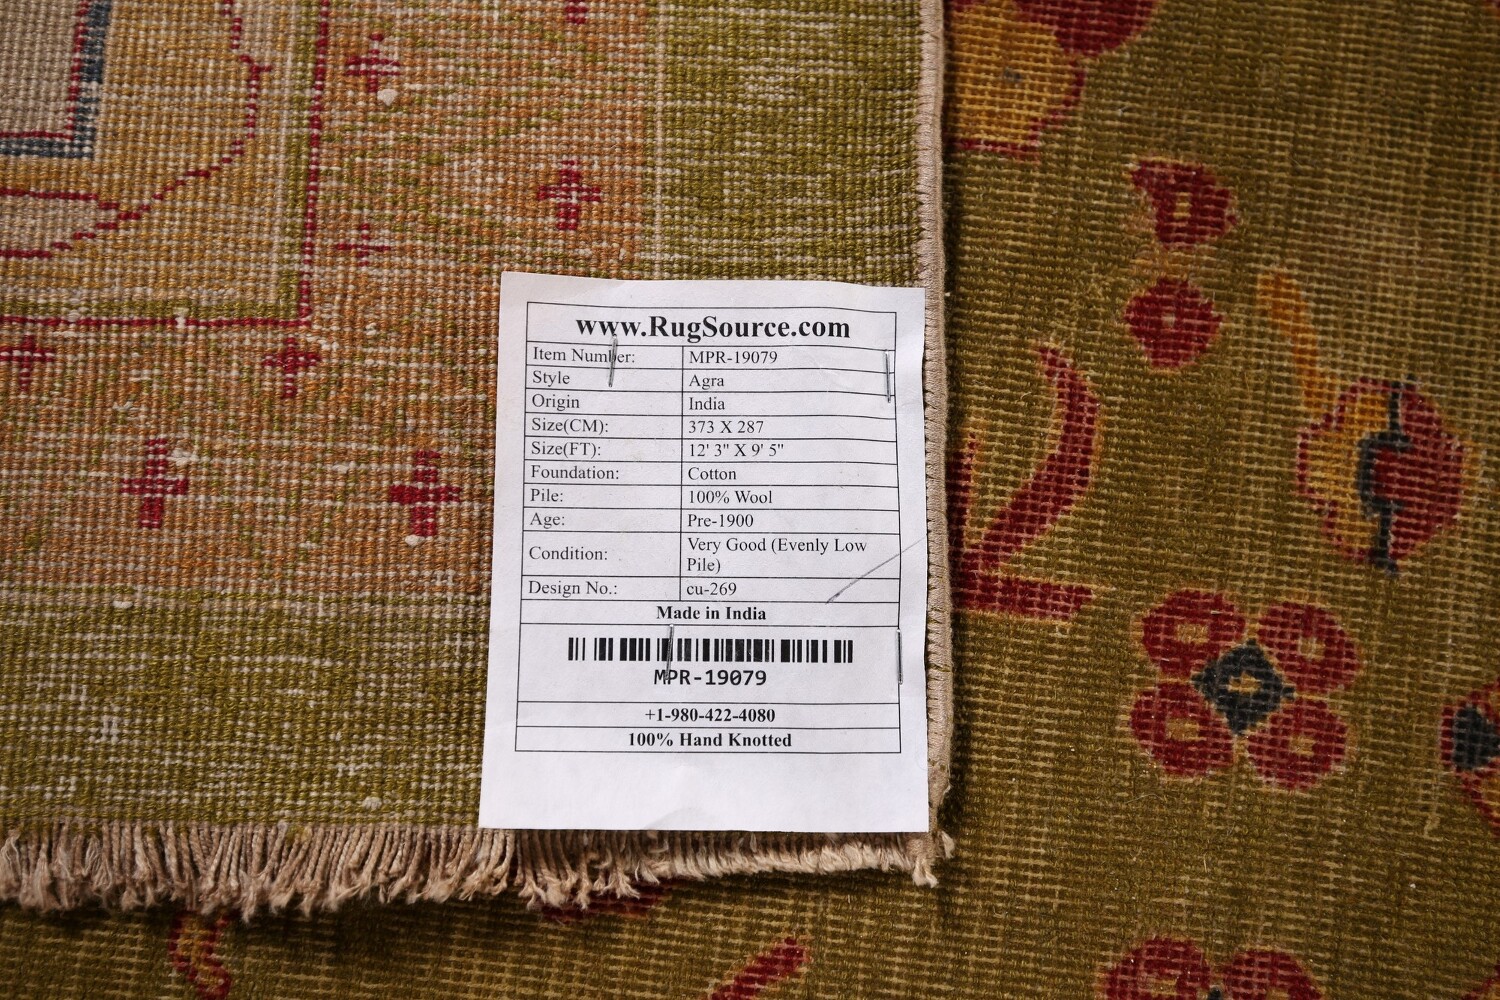 www.RugSource.com
Item Number: MPR-19079
Style Agra
Origin India
Size(CM): 373 X 287
Size(FT): 12' 3" X 9' 5"
Foundation: Cotton
Pile: 100% Wool
Age: Pre-1900
Condition: Very Good (Evenly Low
Pile)
Design No.: cu-269
Made in India
MPR-19079
+1-980-422-4080
100% Hand Knotted